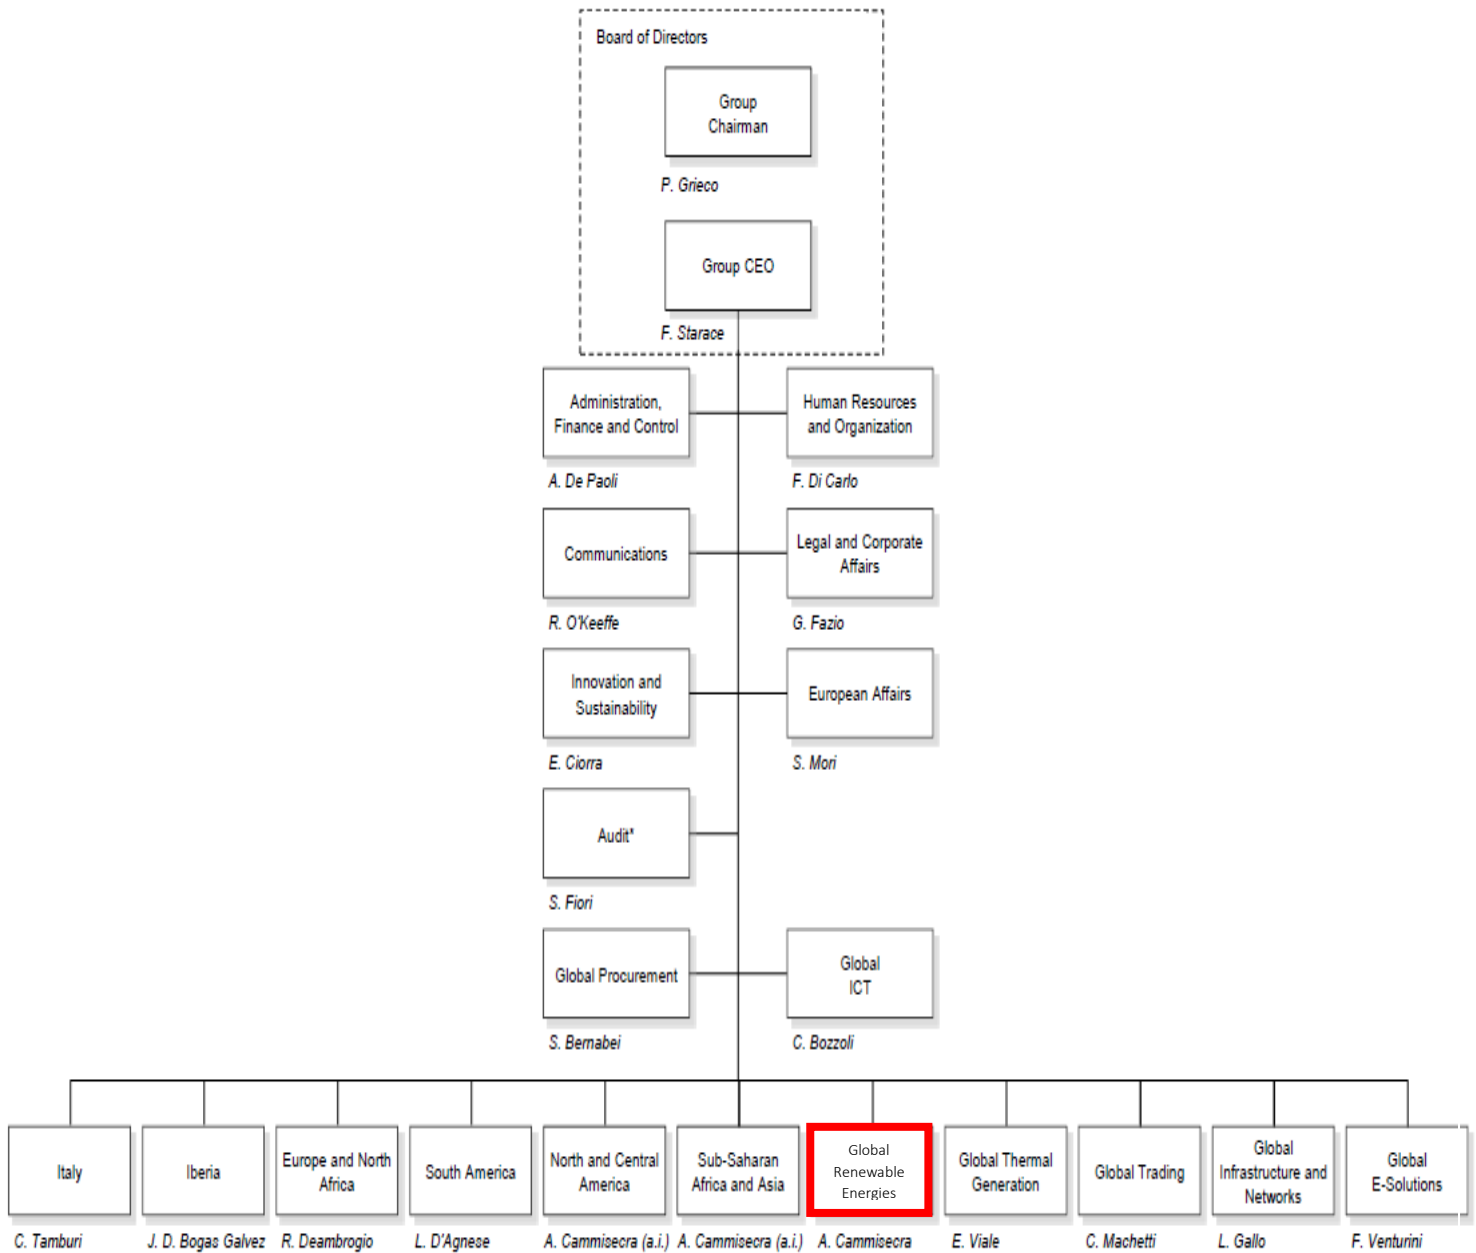 Board of Directors
Group
Chairman
P. Grieco
Group CEO
F. Starace
Administration,
Finance and Control
A. De Paoli
Human Resources
and Organization
F. Di Carlo
Communications
R. O'Keeffe
Legal and Corporate
Affairs
G. Fazio
Innovation and
Sustainability
E. Ciorra
European Affairs
S. Mori
Audit*
S. Fiori
Global Procurement
S. Bernabei
Global
ICT
C. Bozzoli
Italy
C. Tamburi
Iberia
J. D. Bogas Galvez
Europe and North
Africa
R. Deambrogio
South America
L. D'Agnese
North and Central
America
A. Cammisecra (a.i.)
Sub-Saharan
Africa and Asia
A. Cammisecra (a.i.)
Global
Renewable
Energies
A. Cammisecra
Global Thermal
Generation
E. Viale
Global Trading
C. Machetti
Global
Infrastructure and
Networks
L. Gallo
Global
E-Solutions
F. Venturini